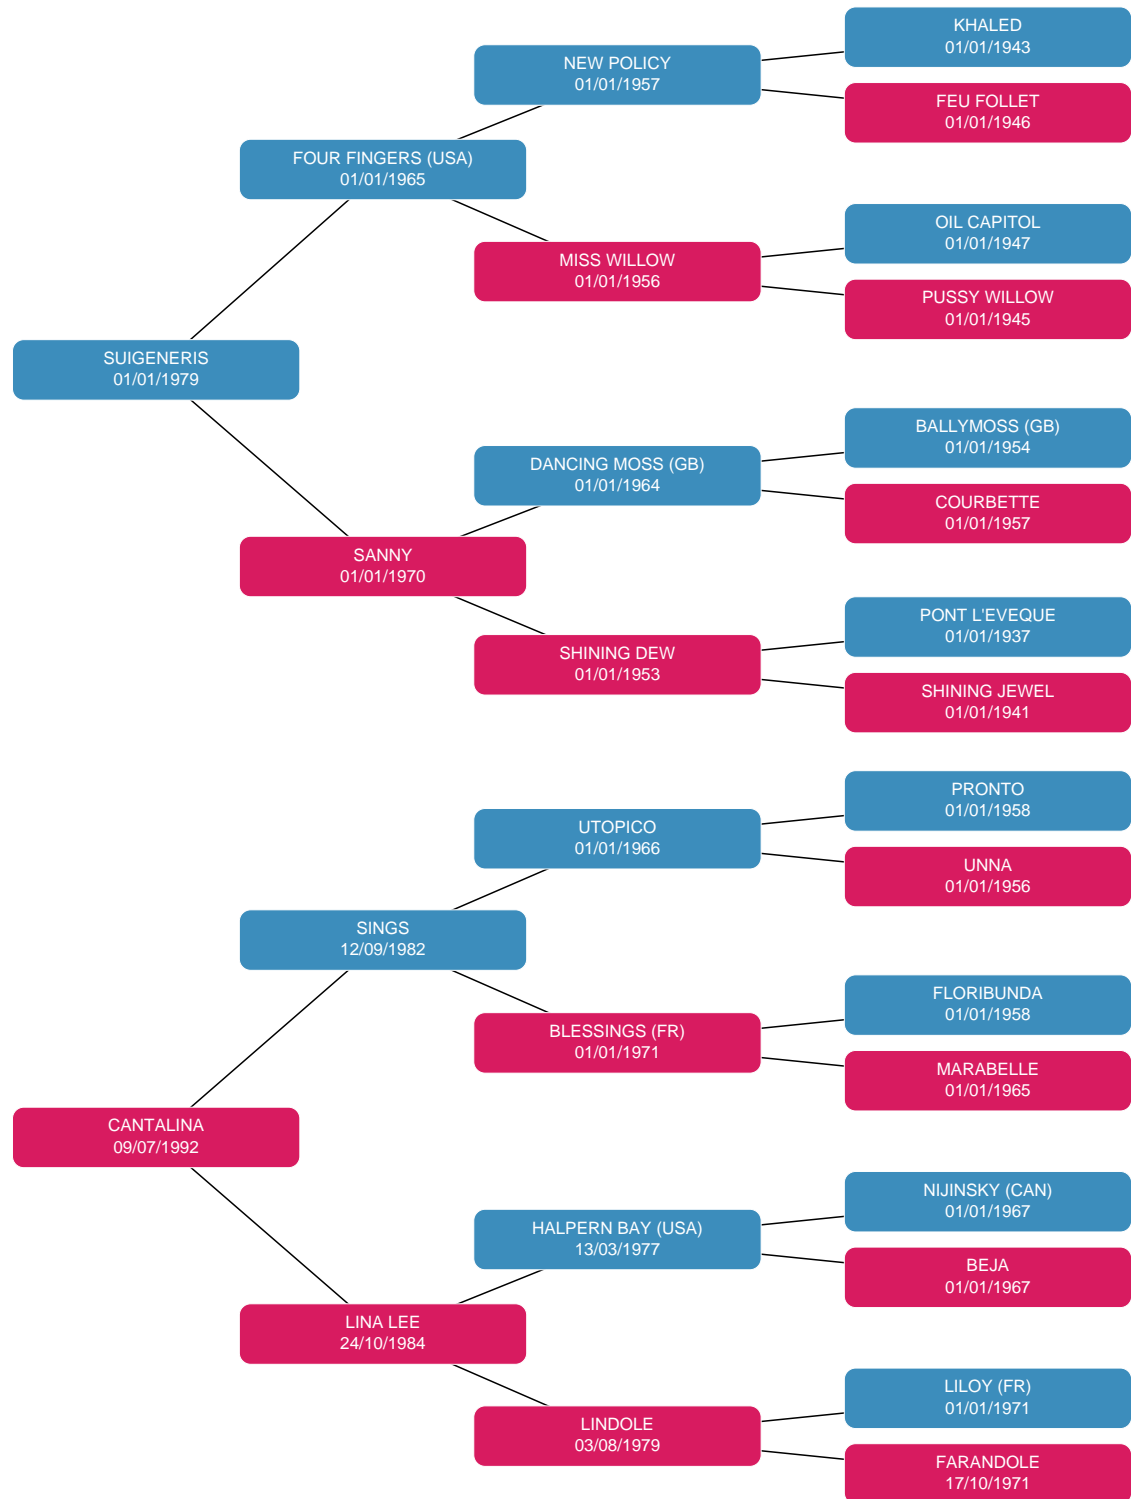 KHALED
01/01/1943
NEW POLICY
01/01/1957
FEU FOLLET
01/01/1946
FOUR FINGERS (USA)
01/01/1965
OIL CAPITOL
01/01/1947
MISS WILLOW
01/01/1956
PUSSY WILLOW
01/01/1945
SUIGENERIS
01/01/1979
BALLYMOSS (GB)
01/01/1954
DANCING MOSS (GB)
01/01/1964
COURBETTE
01/01/1957
SANNY
01/01/1970
PONT L'EVEQUE
01/01/1937
SHINING DEW
01/01/1953
SHINING JEWEL
01/01/1941
PRONTO
01/01/1958
UTOPICO
01/01/1966
UNNA
01/01/1956
SINGS
12/09/1982
FLORIBUNDA
01/01/1958
BLESSINGS (FR)
01/01/1971
MARABELLE
01/01/1965
CANTALINA
09/07/1992
NIJINSKY (CAN)
01/01/1967
HALPERN BAY (USA)
13/03/1977
BEJA
01/01/1967
LINA LEE
24/10/1984
LILOY (FR)
01/01/1971
LINDOLE
03/08/1979
FARANDOLE
17/10/1971